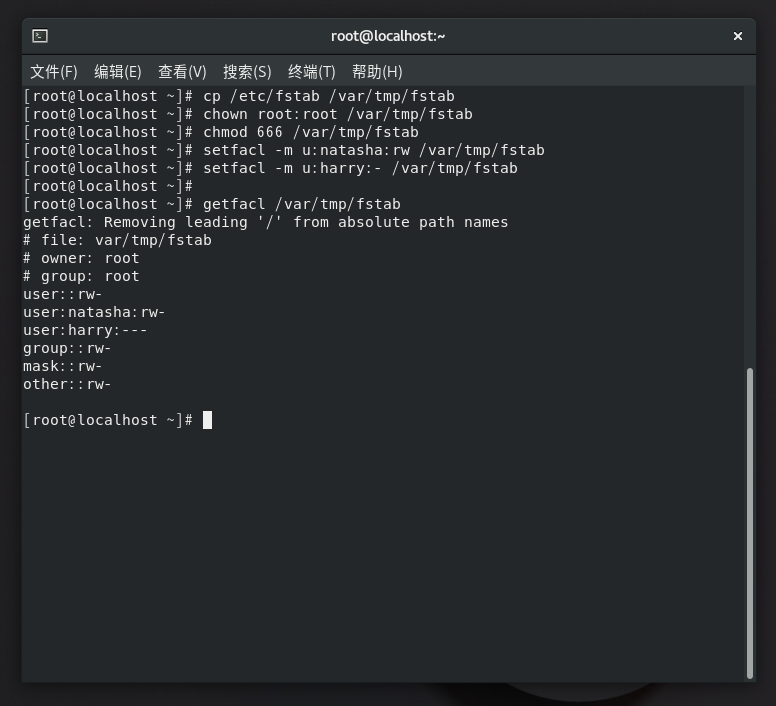 root@localhost:~
文件(F) 编辑(E) 查看(V) 搜索(S) 终端(T) 帮助(H)
[root@localhost ~]# cp /etc/fstab /var/tmp/fstab
[root@localhost ~]# chown root:root /var/tmp/fstab
[root@localhost ~]# chmod 666 /var/tmp/fstab
[root@localhost ~]# setfacl -m u:natasha:rw /var/tmp/fstab
[root@localhost ~]# setfacl -m u:harry:- /var/tmp/fstab
[root@localhost ~]#
[root@localhost ~]# getfacl /var/tmp/fstab
getfacl: Removing leading '/' from absolute path names
# file: var/tmp/fstab
# owner: root
# group: root
user::rw-
user:natasha:rw-
user:harry:---
group::rw-
mask::rw-
other::rw-
[root@localhost ~]#